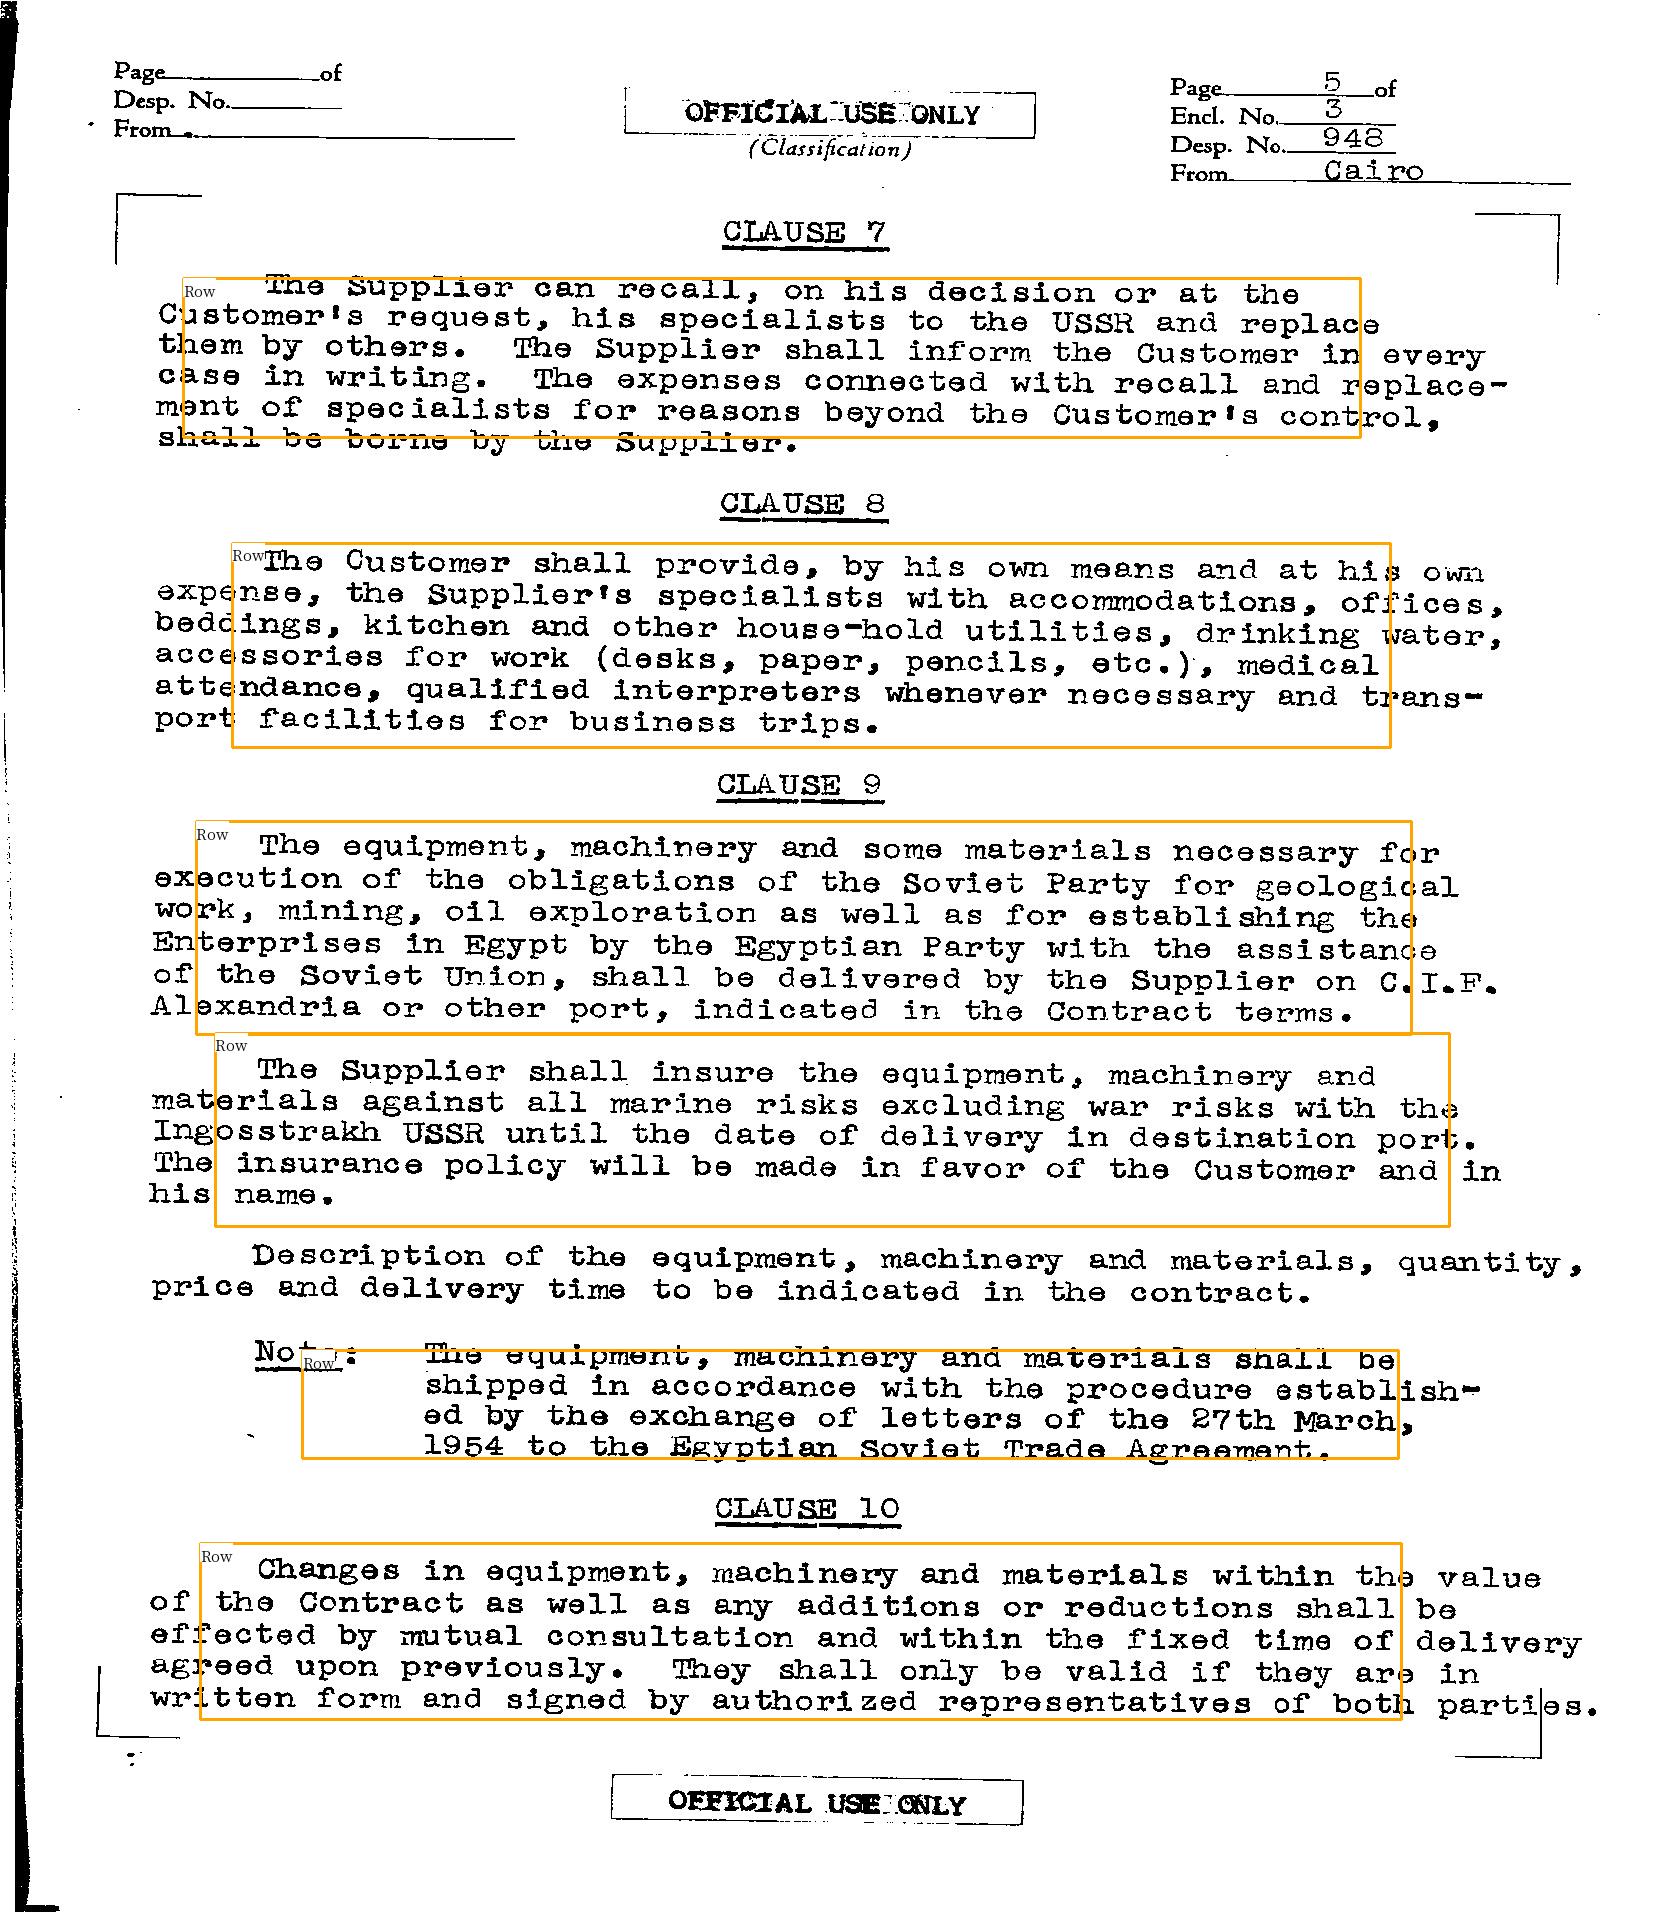 Page of
Desp. No.
From
OFFICIAL USE ONLY
(Classification)
Page 5 of
Encl. No. 3
Desp. No. 948
From Cairo
CLAUSE 7
Row
The Supplier can recall, on his decision or at the
Customer's request, his specialists to the USSR and replace
them by others. The Supplier shall inform the Customer in every
case in writing. The expenses connected with recall and replace-
ment of specialists for reasons beyond the Customer's control,
shall be borne by the Supplier.
CLAUSE 8
Row
The Customer shall provide, by his own means and at his own
expense, the Supplier's specialists with accommodations, offices,
beddings, kitchen and other house-hold utilities, drinking water,
accessories for work (desks, paper, pencils, etc.), medical
attendance, qualified interpreters whenever necessary and trans-
port facilities for business trips.
CLAUSE 9
Row
The equipment, machinery and some materials necessary for
execution of the obligations of the Soviet Party for geological
work, mining, oil exploration as well as for establishing the
Enterprises in Egypt by the Egyptian Party with the assistance
of the Soviet Union, shall be delivered by the Supplier on C.I.F.
Alexandria or other port, indicated in the Contract terms.
Row
The Supplier shall insure the equipment, machinery and
materials against all marine risks excluding war risks with the
Ingosstrakh USSR until the date of delivery in destination port.
The insurance policy will be made in favor of the Customer and in
his name.
Description of the equipment, machinery and materials, quantity,
price and delivery time to be indicated in the contract.
Note: The equipment, machinery and materials shall be
Row
shipped in accordance with the procedure establish-
ed by the exchange of letters of the 27th March,
1954 to the Egyptian Soviet Trade Agreement.
CLAUSE 10
Row
Changes in equipment, machinery and materials within the value
of the Contract as well as any additions or reductions shall be
effected by mutual consultation and within the fixed time of delivery
agreed upon previously. They shall only be valid if they are in
written form and signed by authorized representatives of both parties.
OFFICIAL USE ONLY